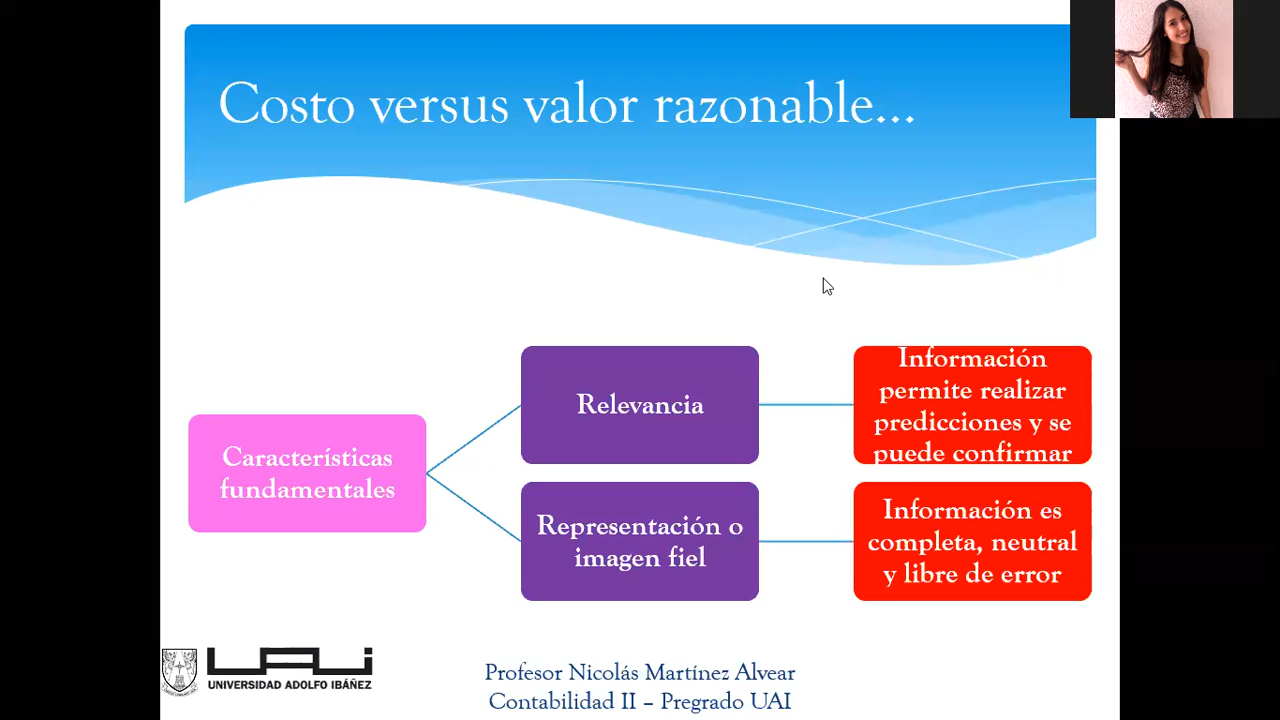 Costo versus valor razonable...
Características
fundamentales
Relevancia
Información
permite realizar
predicciones y se
puede confirmar
Representación o
imagen fiel
Información es
completa, neutral
y libre de error
UAI
UNIVERSIDAD ADOLFO IBÁÑEZ
Profesor Nicolás Martínez Alvear
Contabilidad II – Pregrado UAI